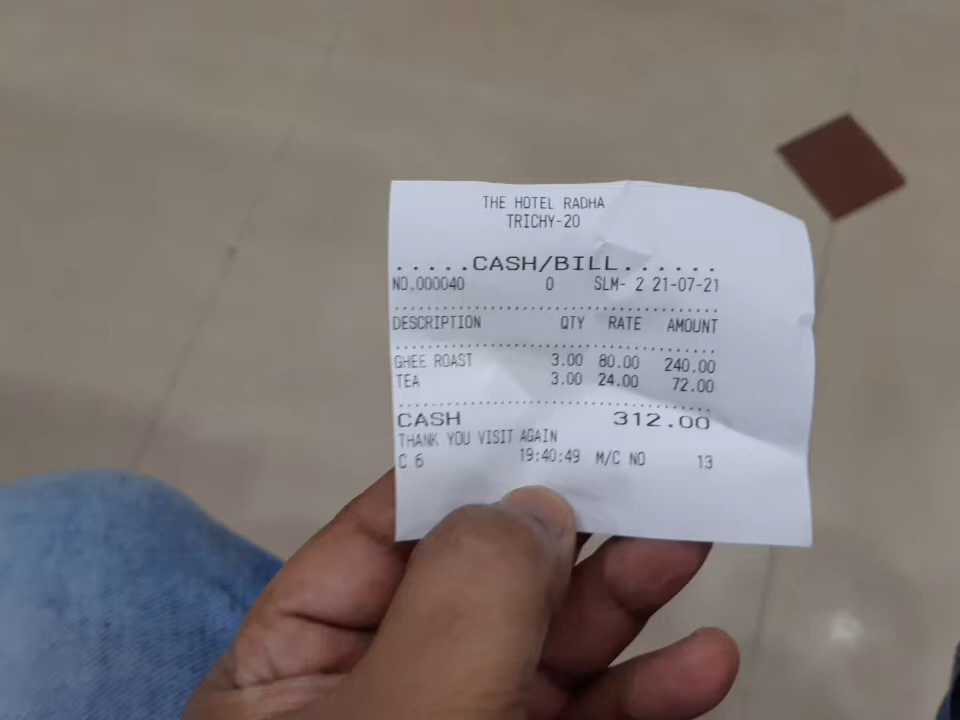 THE HOTEL RADHA
TRICHY-20
.....CASH/BILL......
NO.000040 0 SLM- 2 21-07-21
DESCRIPTION QTY RATE AMOUNT
GHEE ROAST 3.00 80.00 240.00
TEA 3.00 24.00 72.00
CASH 312.00
THANK YOU VISIT AGAIN
C 6 19:40:49 M/C NO 13